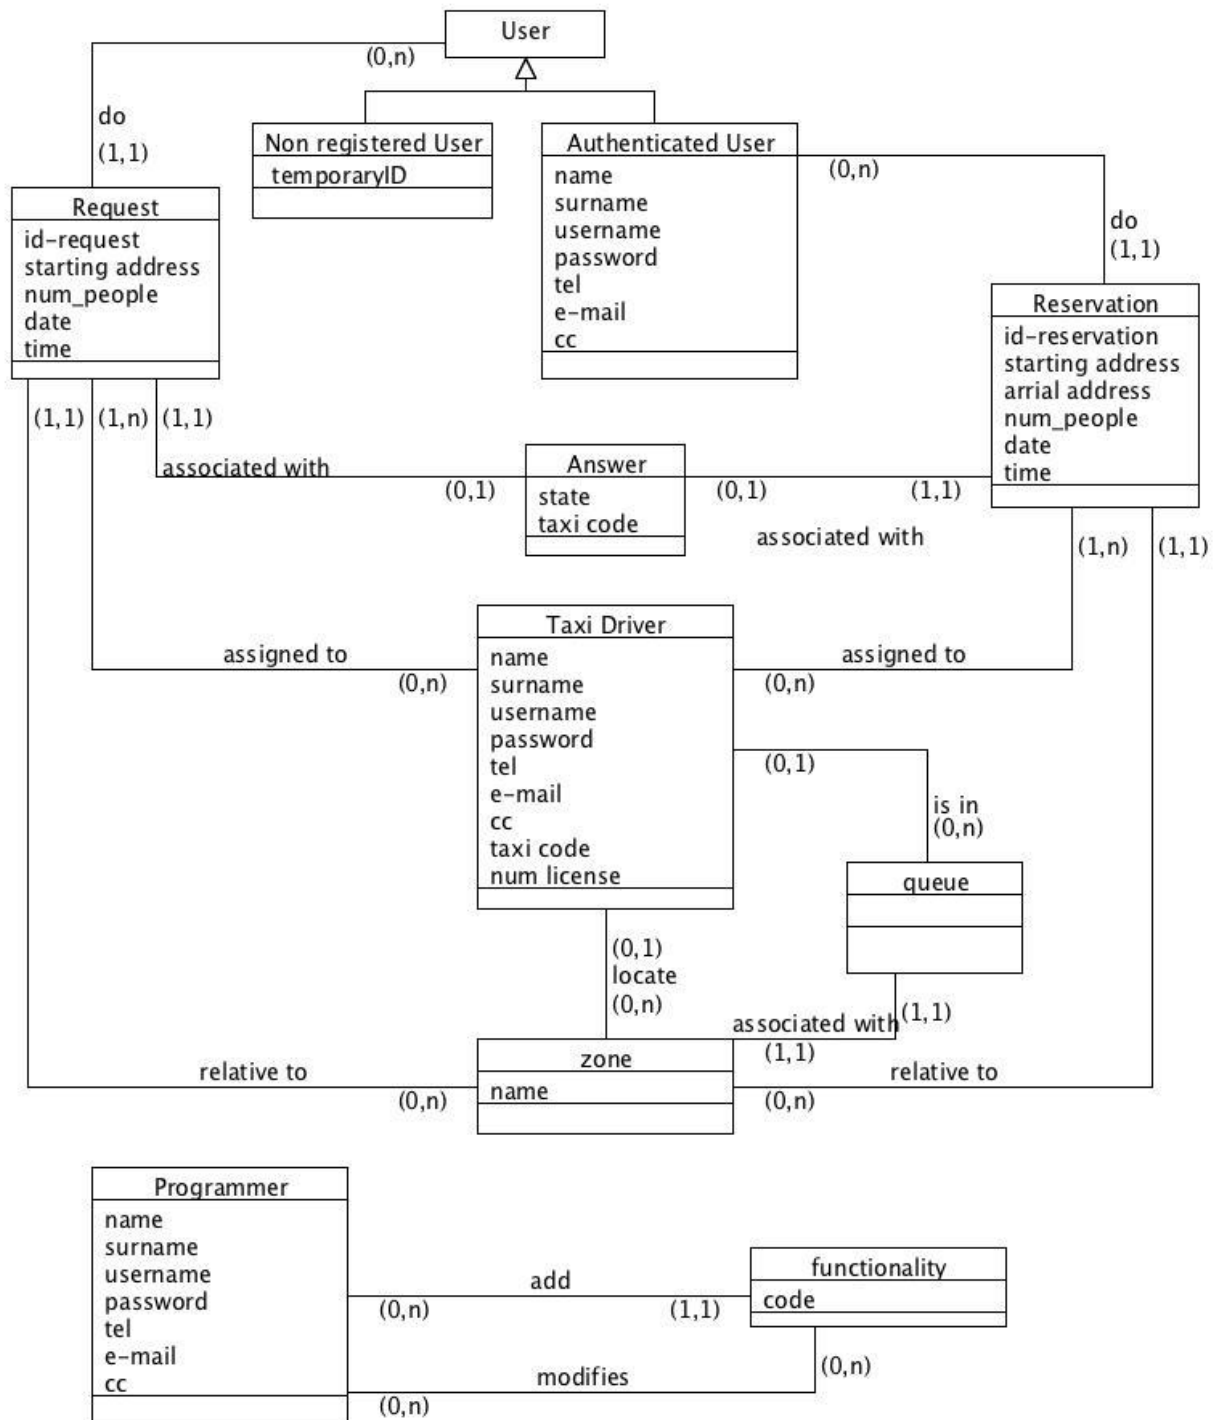 User
(0,n)
do
(1,1)
Non registered User
temporaryID
Authenticated User
name
surname
username
password
tel
e-mail
cc
(0,n)
do
(1,1)
Request
id-request
starting address
num_people
date
time
Reservation
id-reservation
starting address
arrial address
num_people
date
time
(1,1) (1,n) (1,1)
associated with
(0,1)
Answer
state
taxi code
(0,1)
(1,1)
associated with
(1,n) (1,1)
Taxi Driver
name
surname
username
password
tel
e-mail
cc
taxi code
num license
assigned to
(0,n)
assigned to
(0,n)
(0,1)
is in
(0,n)
queue
(0,1)
locate
(0,n)
associated with
(1,1)
(1,1)
zone
name
relative to
(0,n)
relative to
(0,n)
Programmer
name
surname
username
password
tel
e-mail
cc
add
(0,n)
(1,1)
functionality
code
modifies
(0,n)
(0,n)